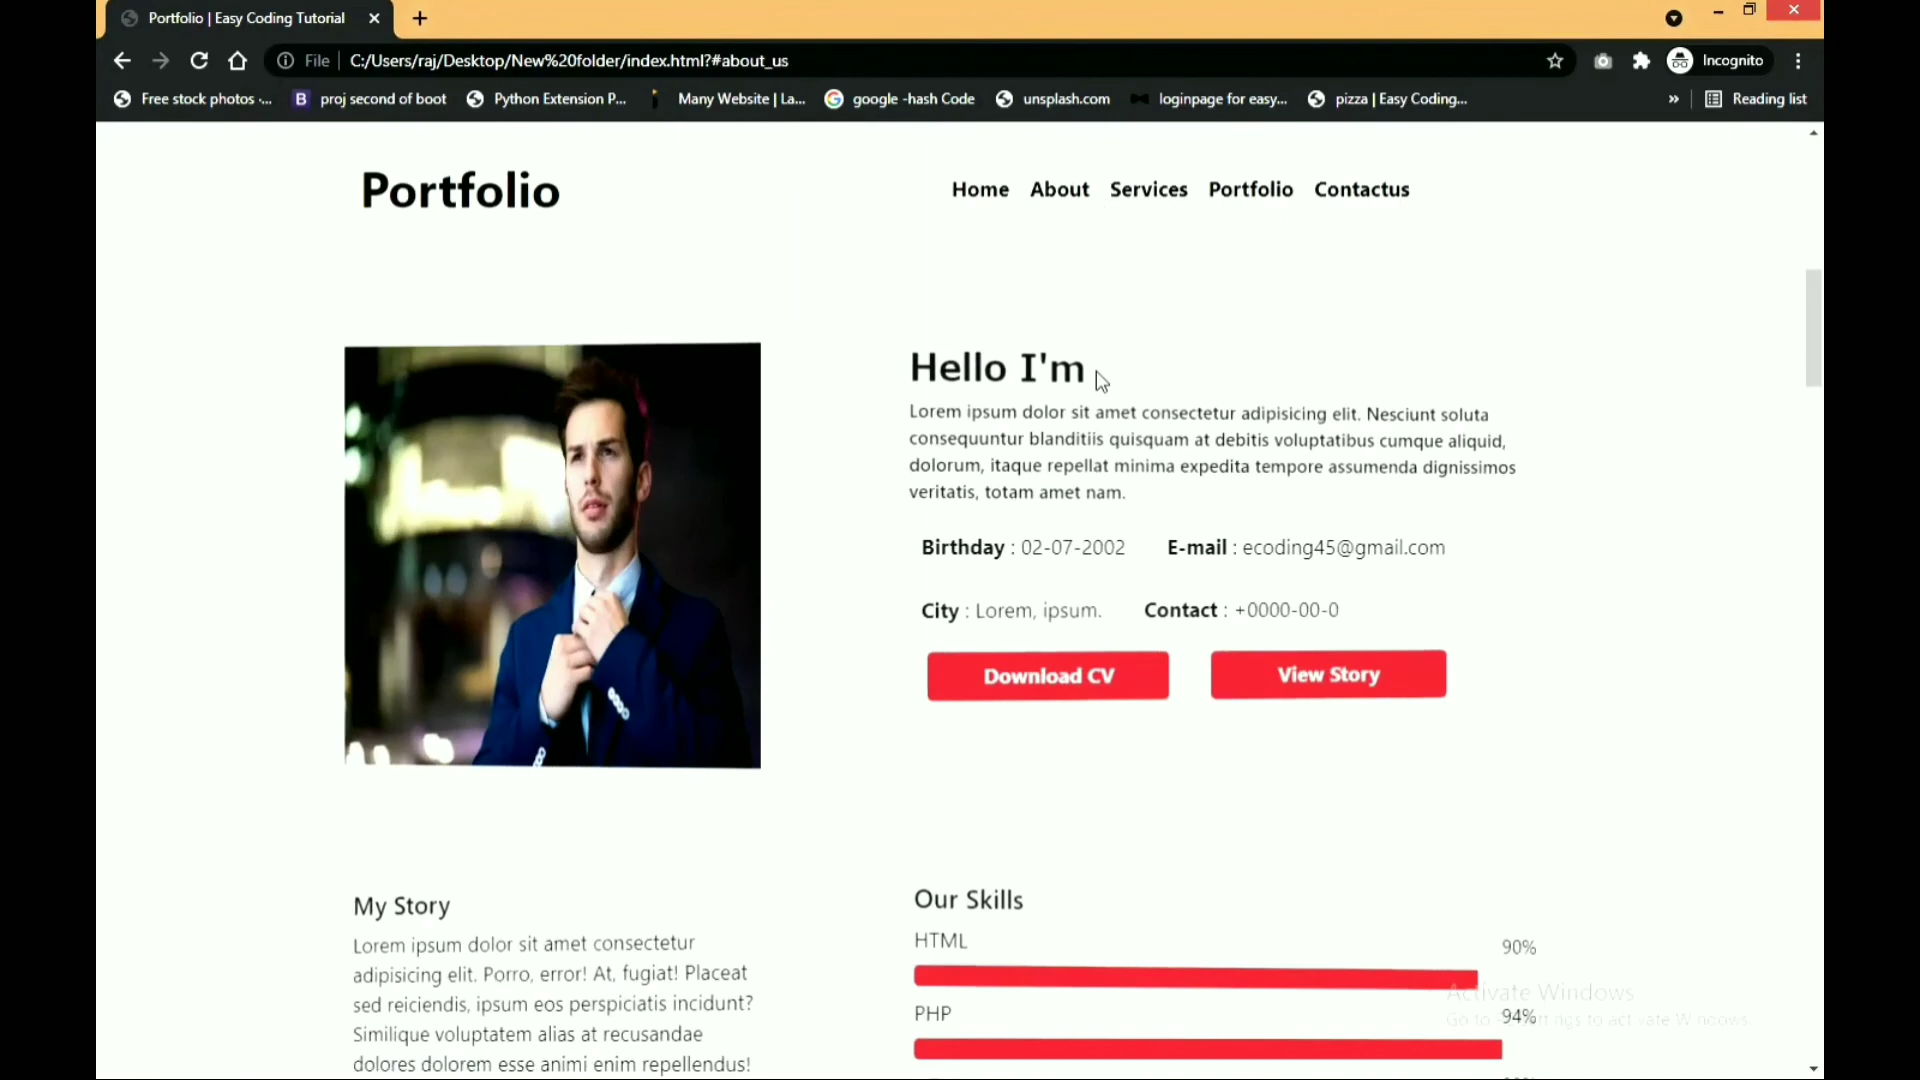 Portfolio | Easy Coding Tutorial
File
C:/Users/raj/Desktop/New%20folder/index.html?#about_us
Incognito
Free stock photos ·...
B proj second of boot
Python Extension P...
Many Website | La...
google -hash Code
unsplash.com
loginpage for easy...
pizza | Easy Coding...
»
Reading list
Portfolio
Home About Services Portfolio Contactus
Hello I'm
Lorem ipsum dolor sit amet consectetur adipisicing elit. Nesciunt soluta
consequuntur blanditiis quisquam at debitis voluptatibus cumque aliquid,
dolorum, itaque repellat minima expedita tempore assumenda dignissimos
veritatis, totam amet nam.
Birthday : 02-07-2002 E-mail : ecoding45@gmail.com
City : Lorem, ipsum. Contact : +0000-00-0
Download CV View Story
My Story
Lorem ipsum dolor sit amet consectetur
adipisicing elit. Porro, error! At, fugiat! Placeat
sed reiciendis, ipsum eos perspiciatis incidunt?
Similique voluptatem alias at recusandae
dolores dolorem esse animi enim repellendus!
Our Skills
HTML 90%
PHP 94%
Activate Windows